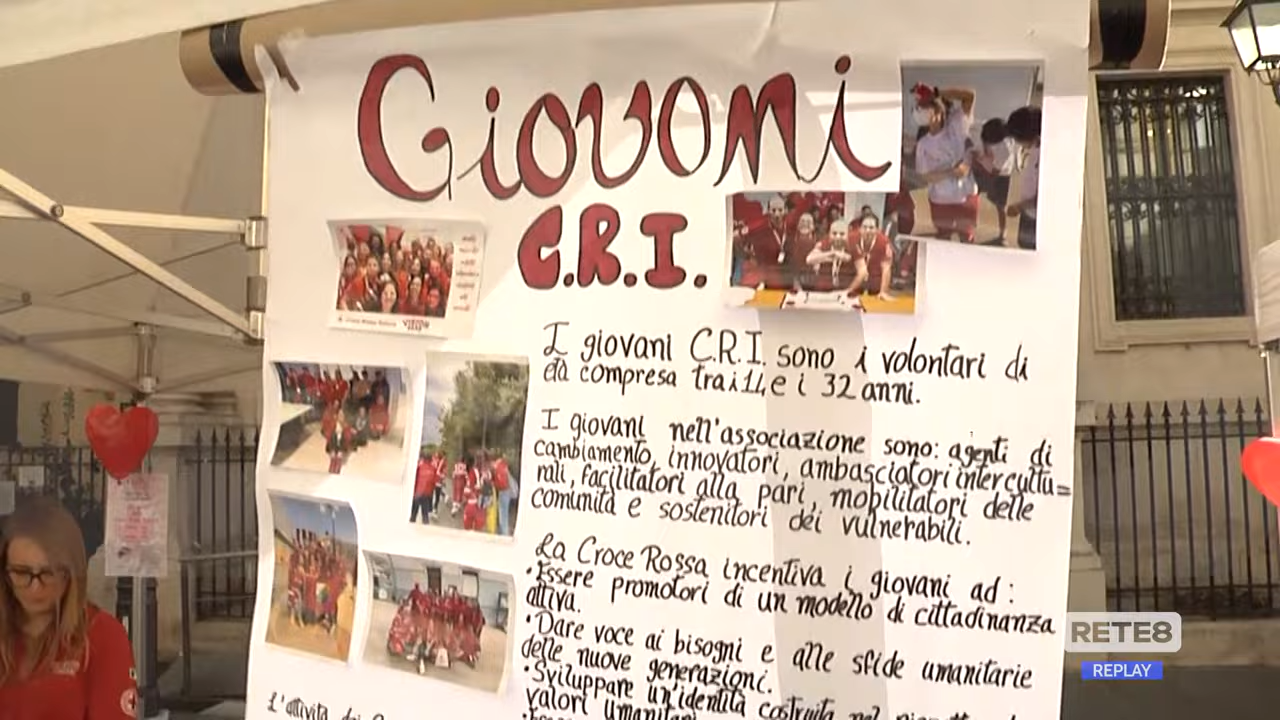 Giovani
C.R.I.
I giovani C.R.I. sono i volontari di
età compresa tra i 14 e i 32 anni.
I giovani nell'associazione sono: agenti di
cambiamento, innovatori, ambasciatori intercultu=
rali, facilitatori alla pari, mobilitatori delle
comunità e sostenitori dei vulnerabili.
La Croce Rossa incentiva i giovani ad:
•Essere promotori di un modello di cittadinanza
attiva.
•Dare voce ai bisogni e alle sfide umanitarie
delle nuove generazioni.
•Sviluppare un'identità costruita nel
valori umanitari
L'attività dei
RETE8
REPLAY